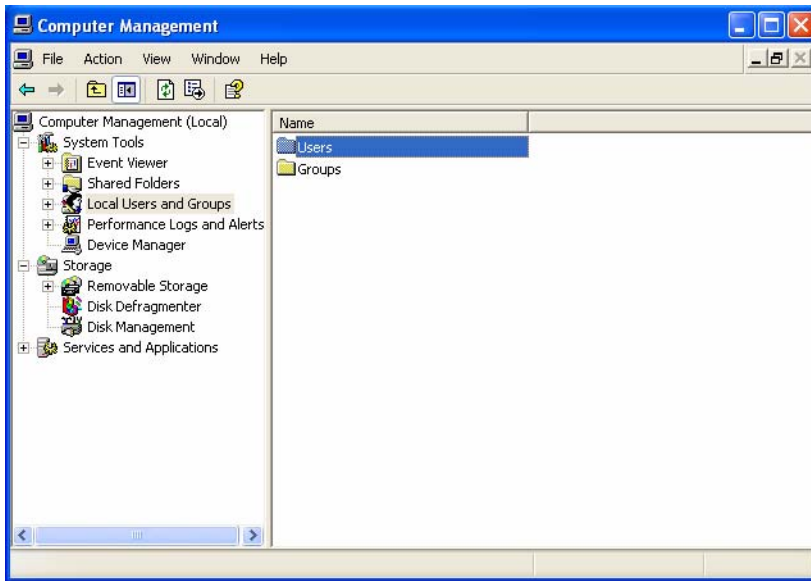 Computer Management
File Action View Window Help
Computer Management (Local)
System Tools
Event Viewer
Shared Folders
Local Users and Groups
Performance Logs and Alerts
Device Manager
Storage
Removable Storage
Disk Defragmenter
Disk Management
Services and Applications
Name
Users
Groups